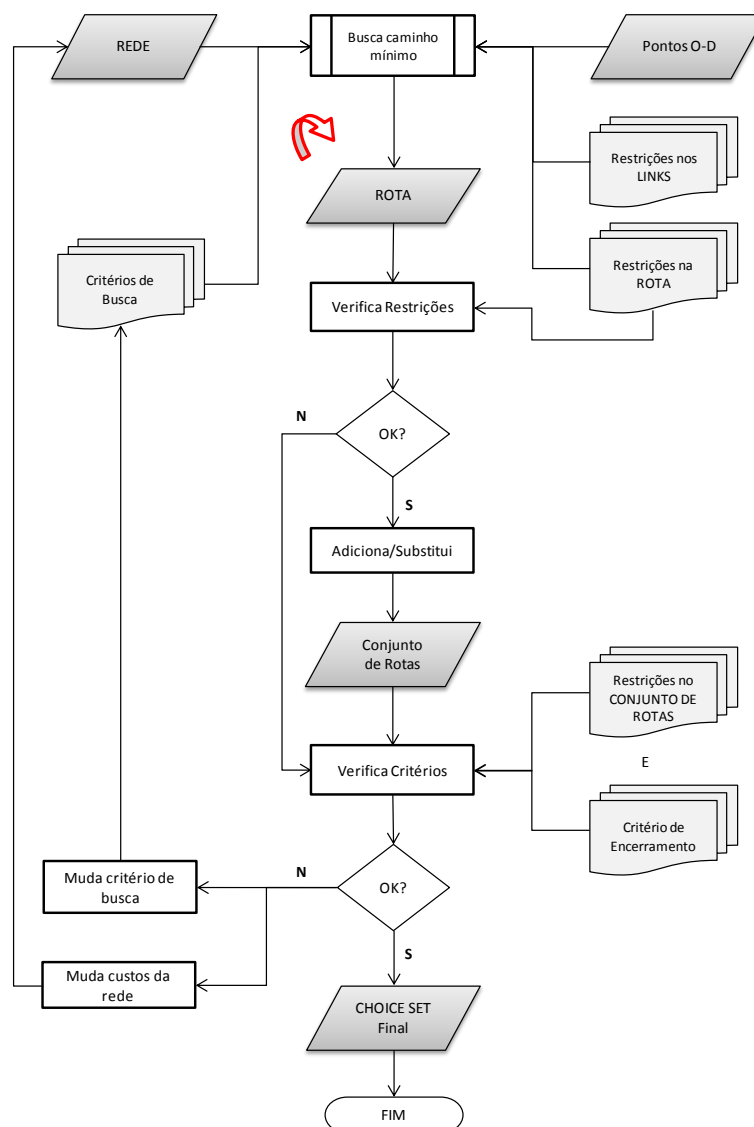 REDE
Busca caminho
mínimo
Pontos O-D
Restrições nos
LINKS
ROTA
Restrições na
ROTA
Critérios de
Busca
Verifica Restrições
N
OK?
S
Adiciona/Substitui
Conjunto
de Rotas
Restrições no
CONJUNTO DE
ROTAS
E
Verifica Critérios
Critério de
Encerramento
Muda critério de
busca
N
OK?
S
Muda custos da
rede
CHOICE SET
Final
FIM